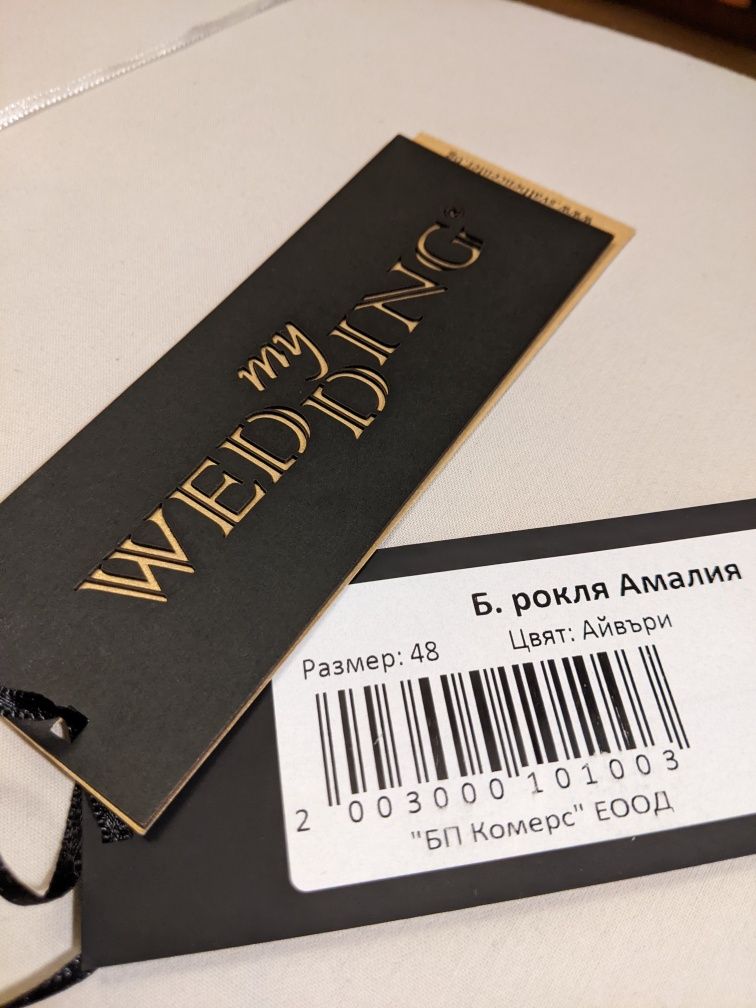 my
WEDDING®
Б. рокля Амалия
Размер: 48
Цвят: Айвъри
2 003000 101003
"БП Комерс" ЕООД